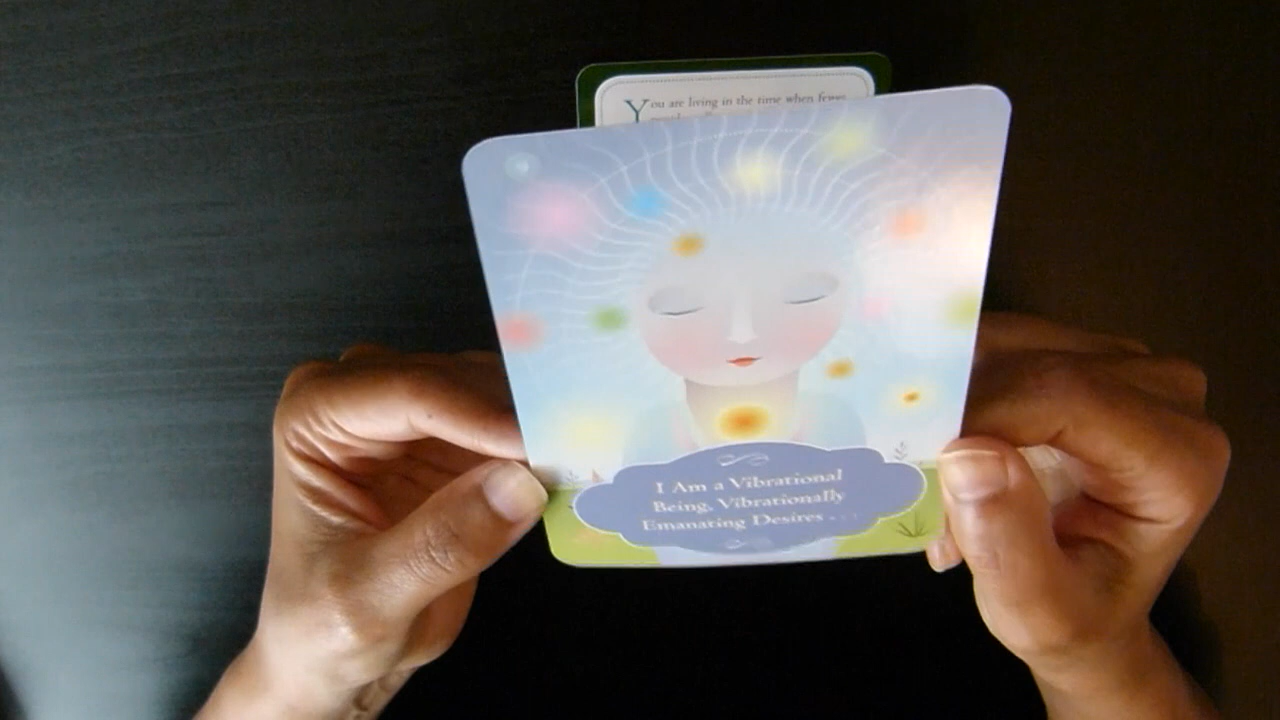 You are living in the time when fewer
I Am a Vibrational
Being, Vibrationally
Emanating Desires . . .